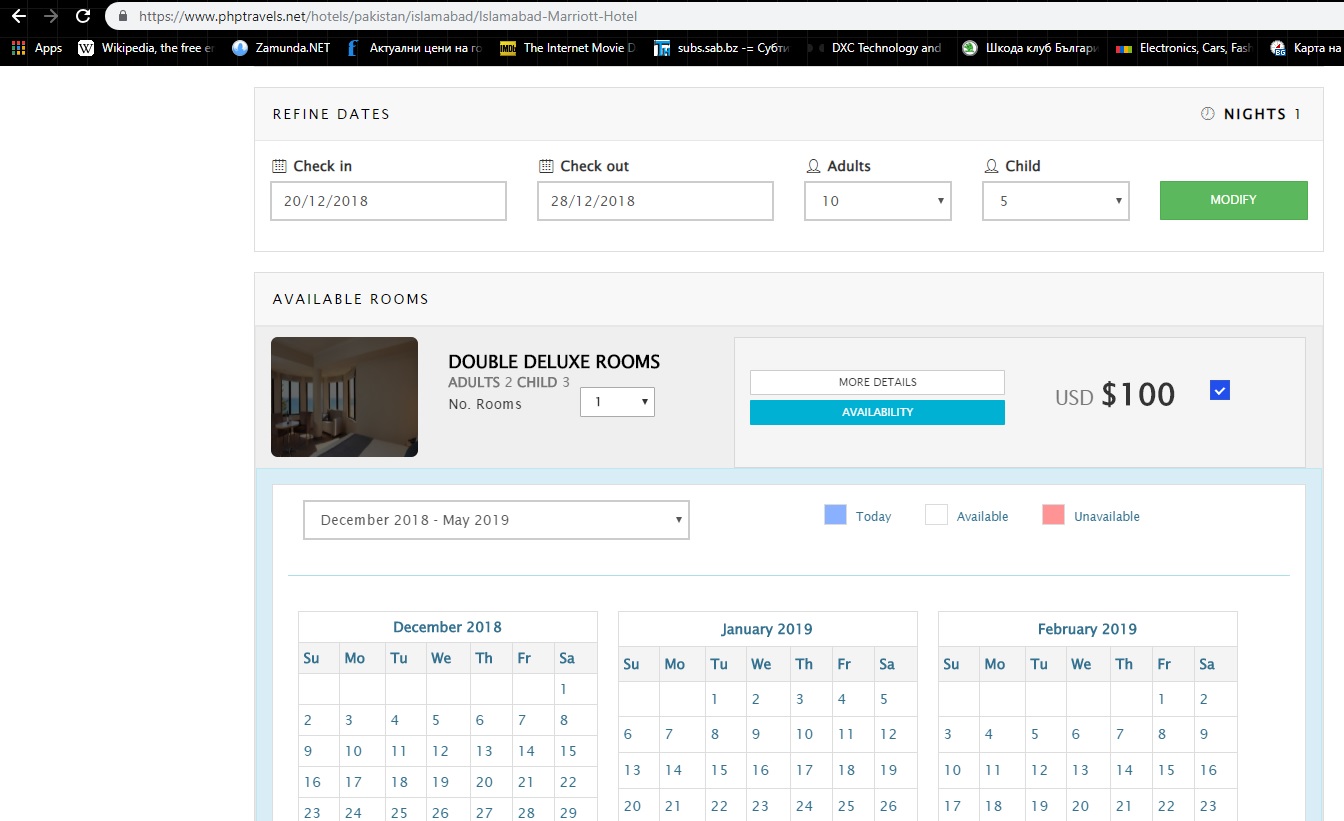 https://www.phptravels.net/hotels/pakistan/islamabad/Islamabad-Marriott-Hotel
Apps Wikipedia, the free Zamunda.NET Актуални цени на The Internet Movie subs.sab.bz -= DXC Technology and Шкода клуб Electronics, Cars, Карта на
REFINE DATES NIGHTS 1
Check in Check out Adults Child
20/12/2018 28/12/2018 10 5 MODIFY
AVAILABLE ROOMS
DOUBLE DELUXE ROOMS
ADULTS 2 CHILD 3
No. Rooms 1
MORE DETAILS
AVAILABILITY
USD $100
December 2018 - May 2019 Today Available Unavailable
December 2018
Su Mo Tu We Th Fr Sa
1
2 3 4 5 6 7 8
9 10 11 12 13 14 15
16 17 18 19 20 21 22
23 24 25 26 27 28 29
January 2019
Su Mo Tu We Th Fr Sa
1 2 3 4 5
6 7 8 9 10 11 12
13 14 15 16 17 18 19
20 21 22 23 24 25 26
February 2019
Su Mo Tu We Th Fr Sa
1 2
3 4 5 6 7 8 9
10 11 12 13 14 15 16
17 18 19 20 21 22 23